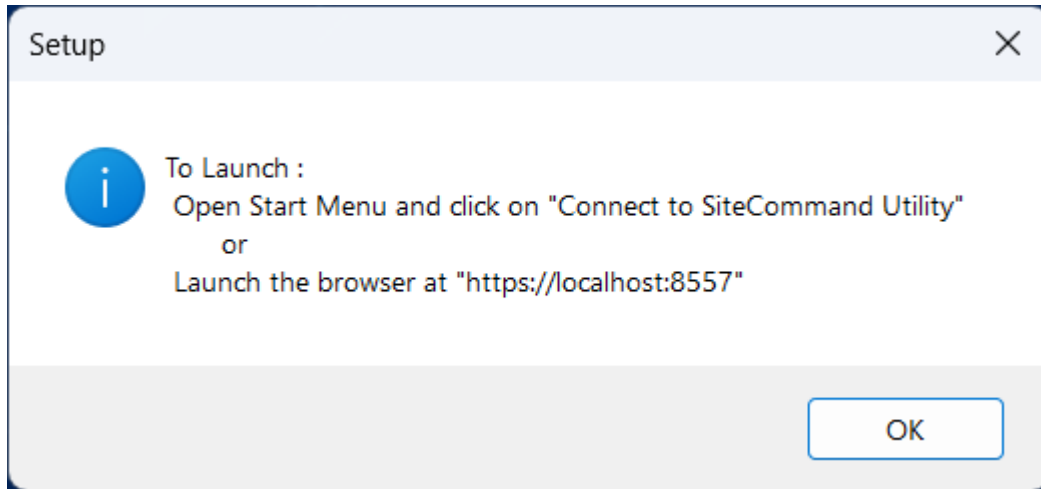 Setup
To Launch :
Open Start Menu and click on "Connect to SiteCommand Utility"
or
Launch the browser at "https://localhost:8557"
OK